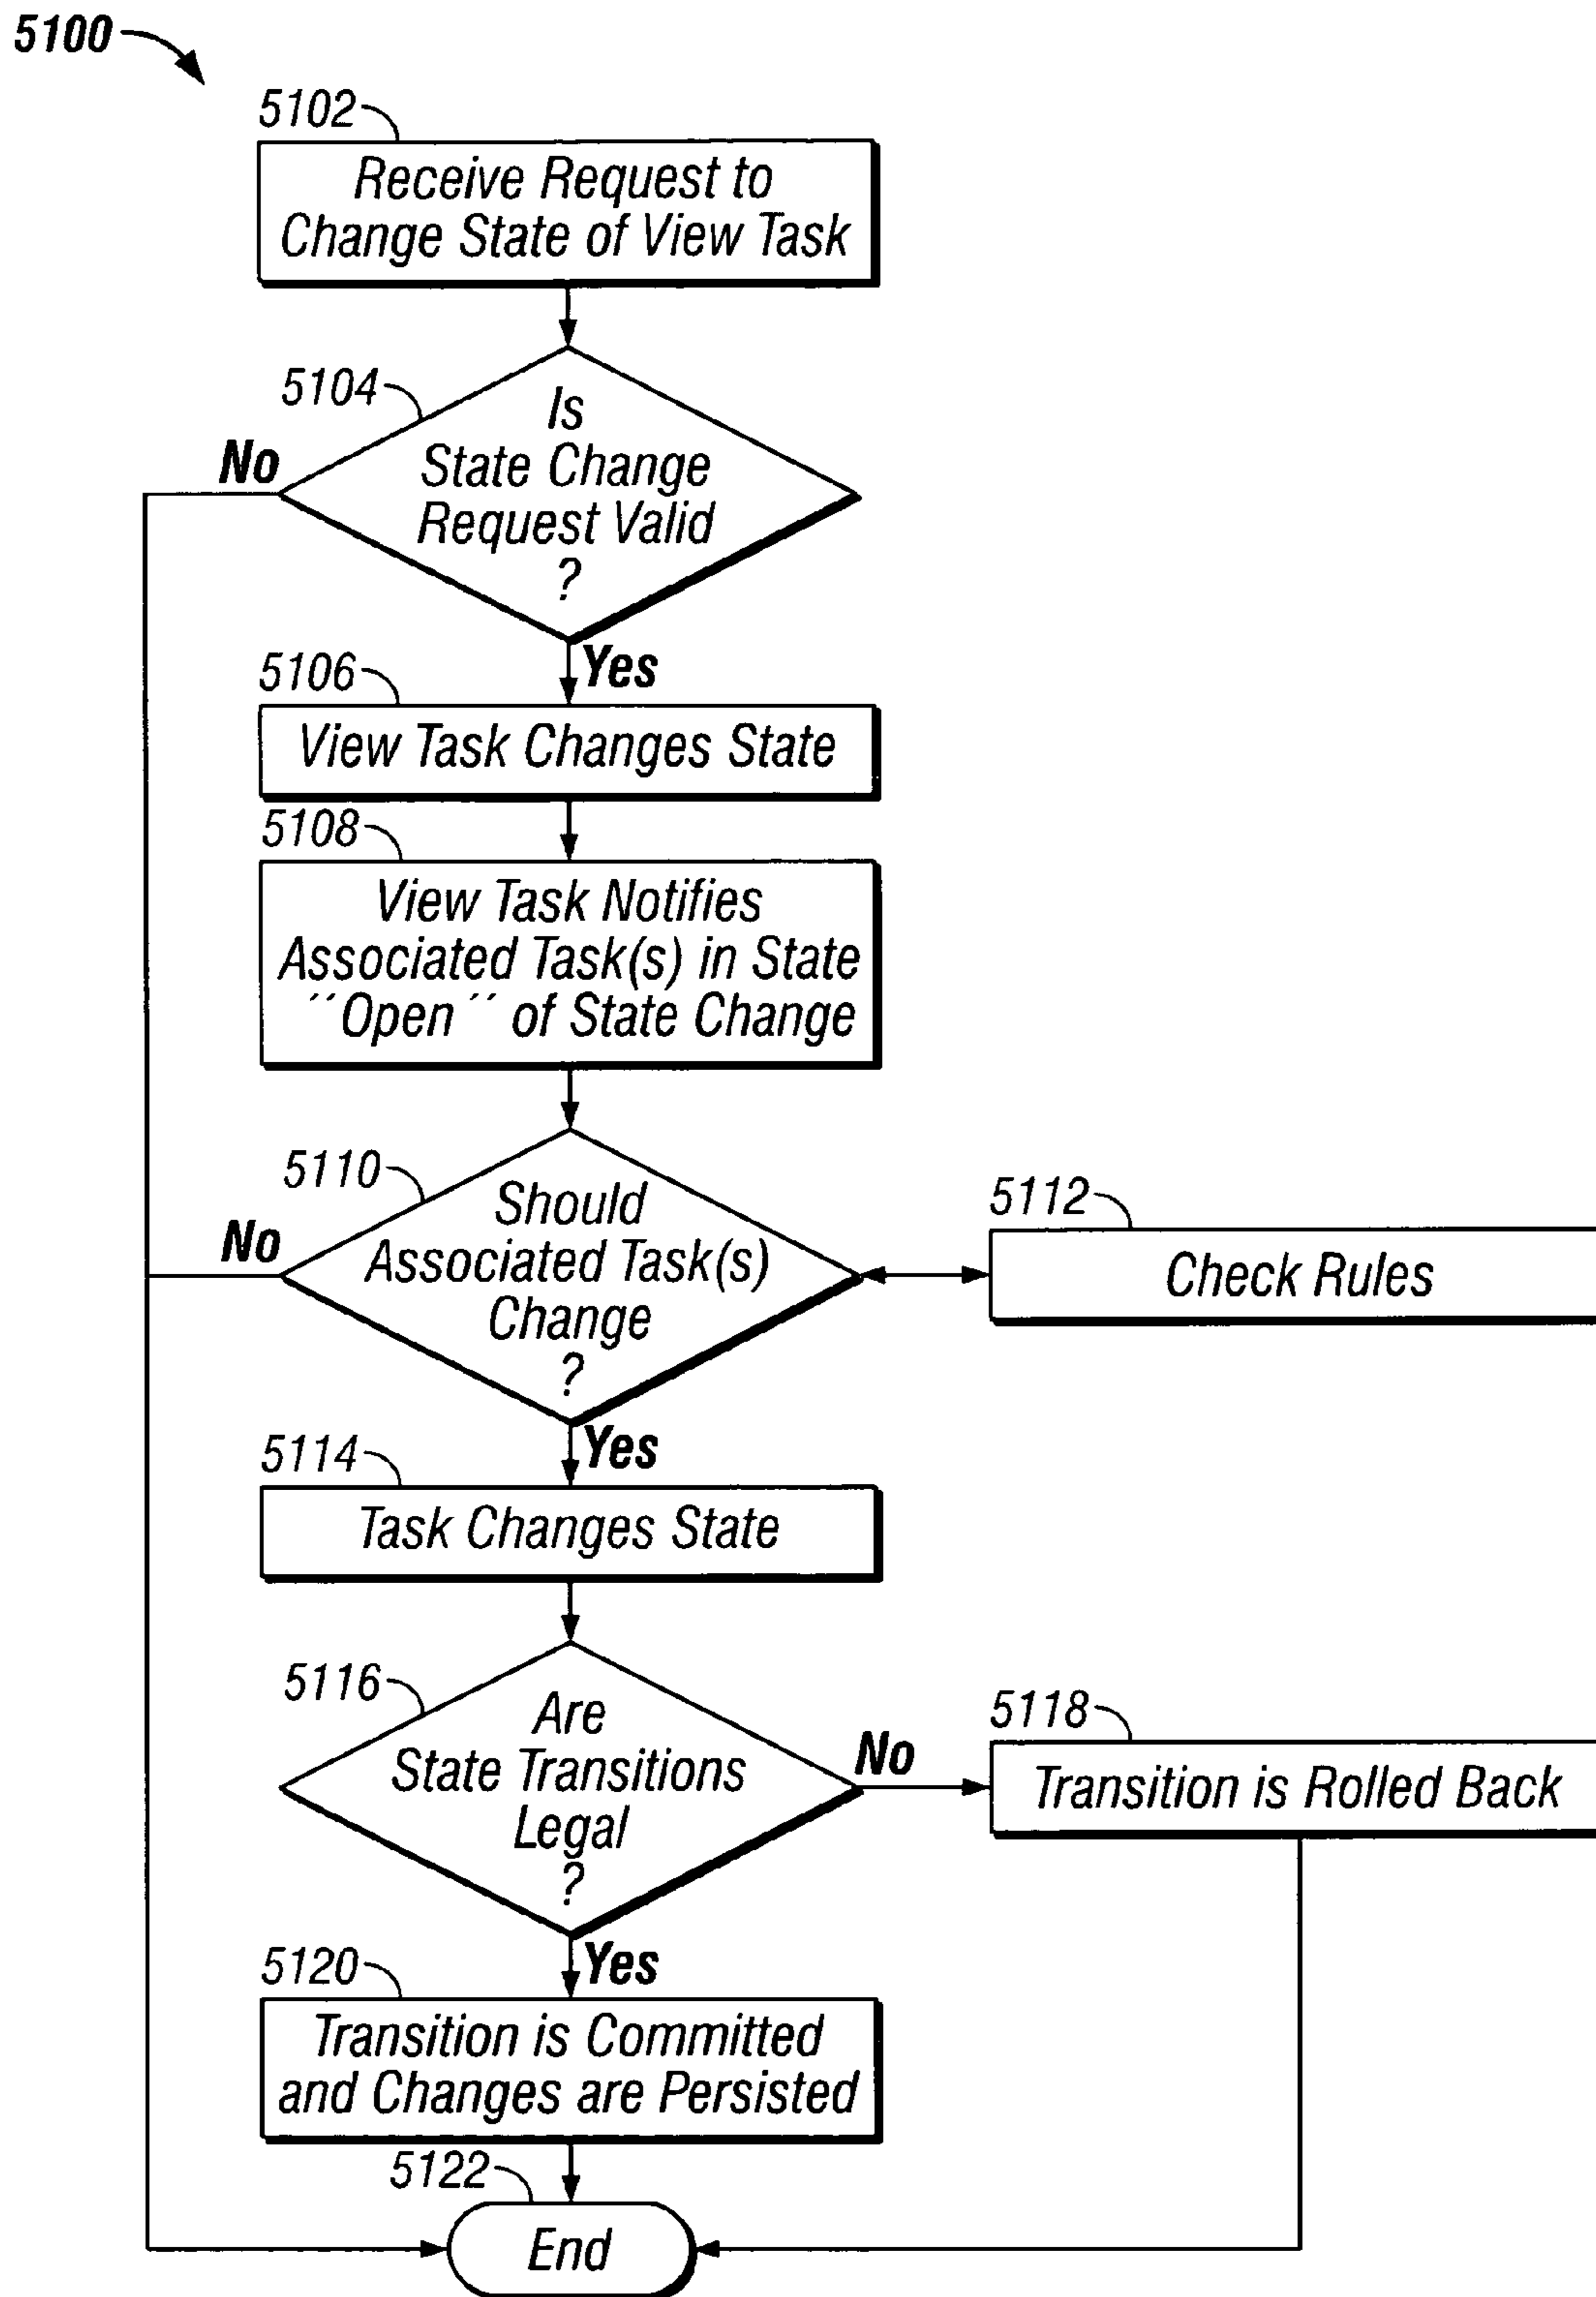 5100
5102
Receive Request to
Change State of View Task
5104
Is
State Change
Request Valid
?
No
Yes
5106
View Task Changes State
5108
View Task Notifies
Associated Task(s) in State
´´Open´´ of State Change
5110
Should
Associated Task(s)
Change
?
No
5112
Check Rules
Yes
5114
Task Changes State
5116
Are
State Transitions
Legal
?
No
5118
Transition is Rolled Back
Yes
5120
Transition is Committed
and Changes are Persisted
5122
End